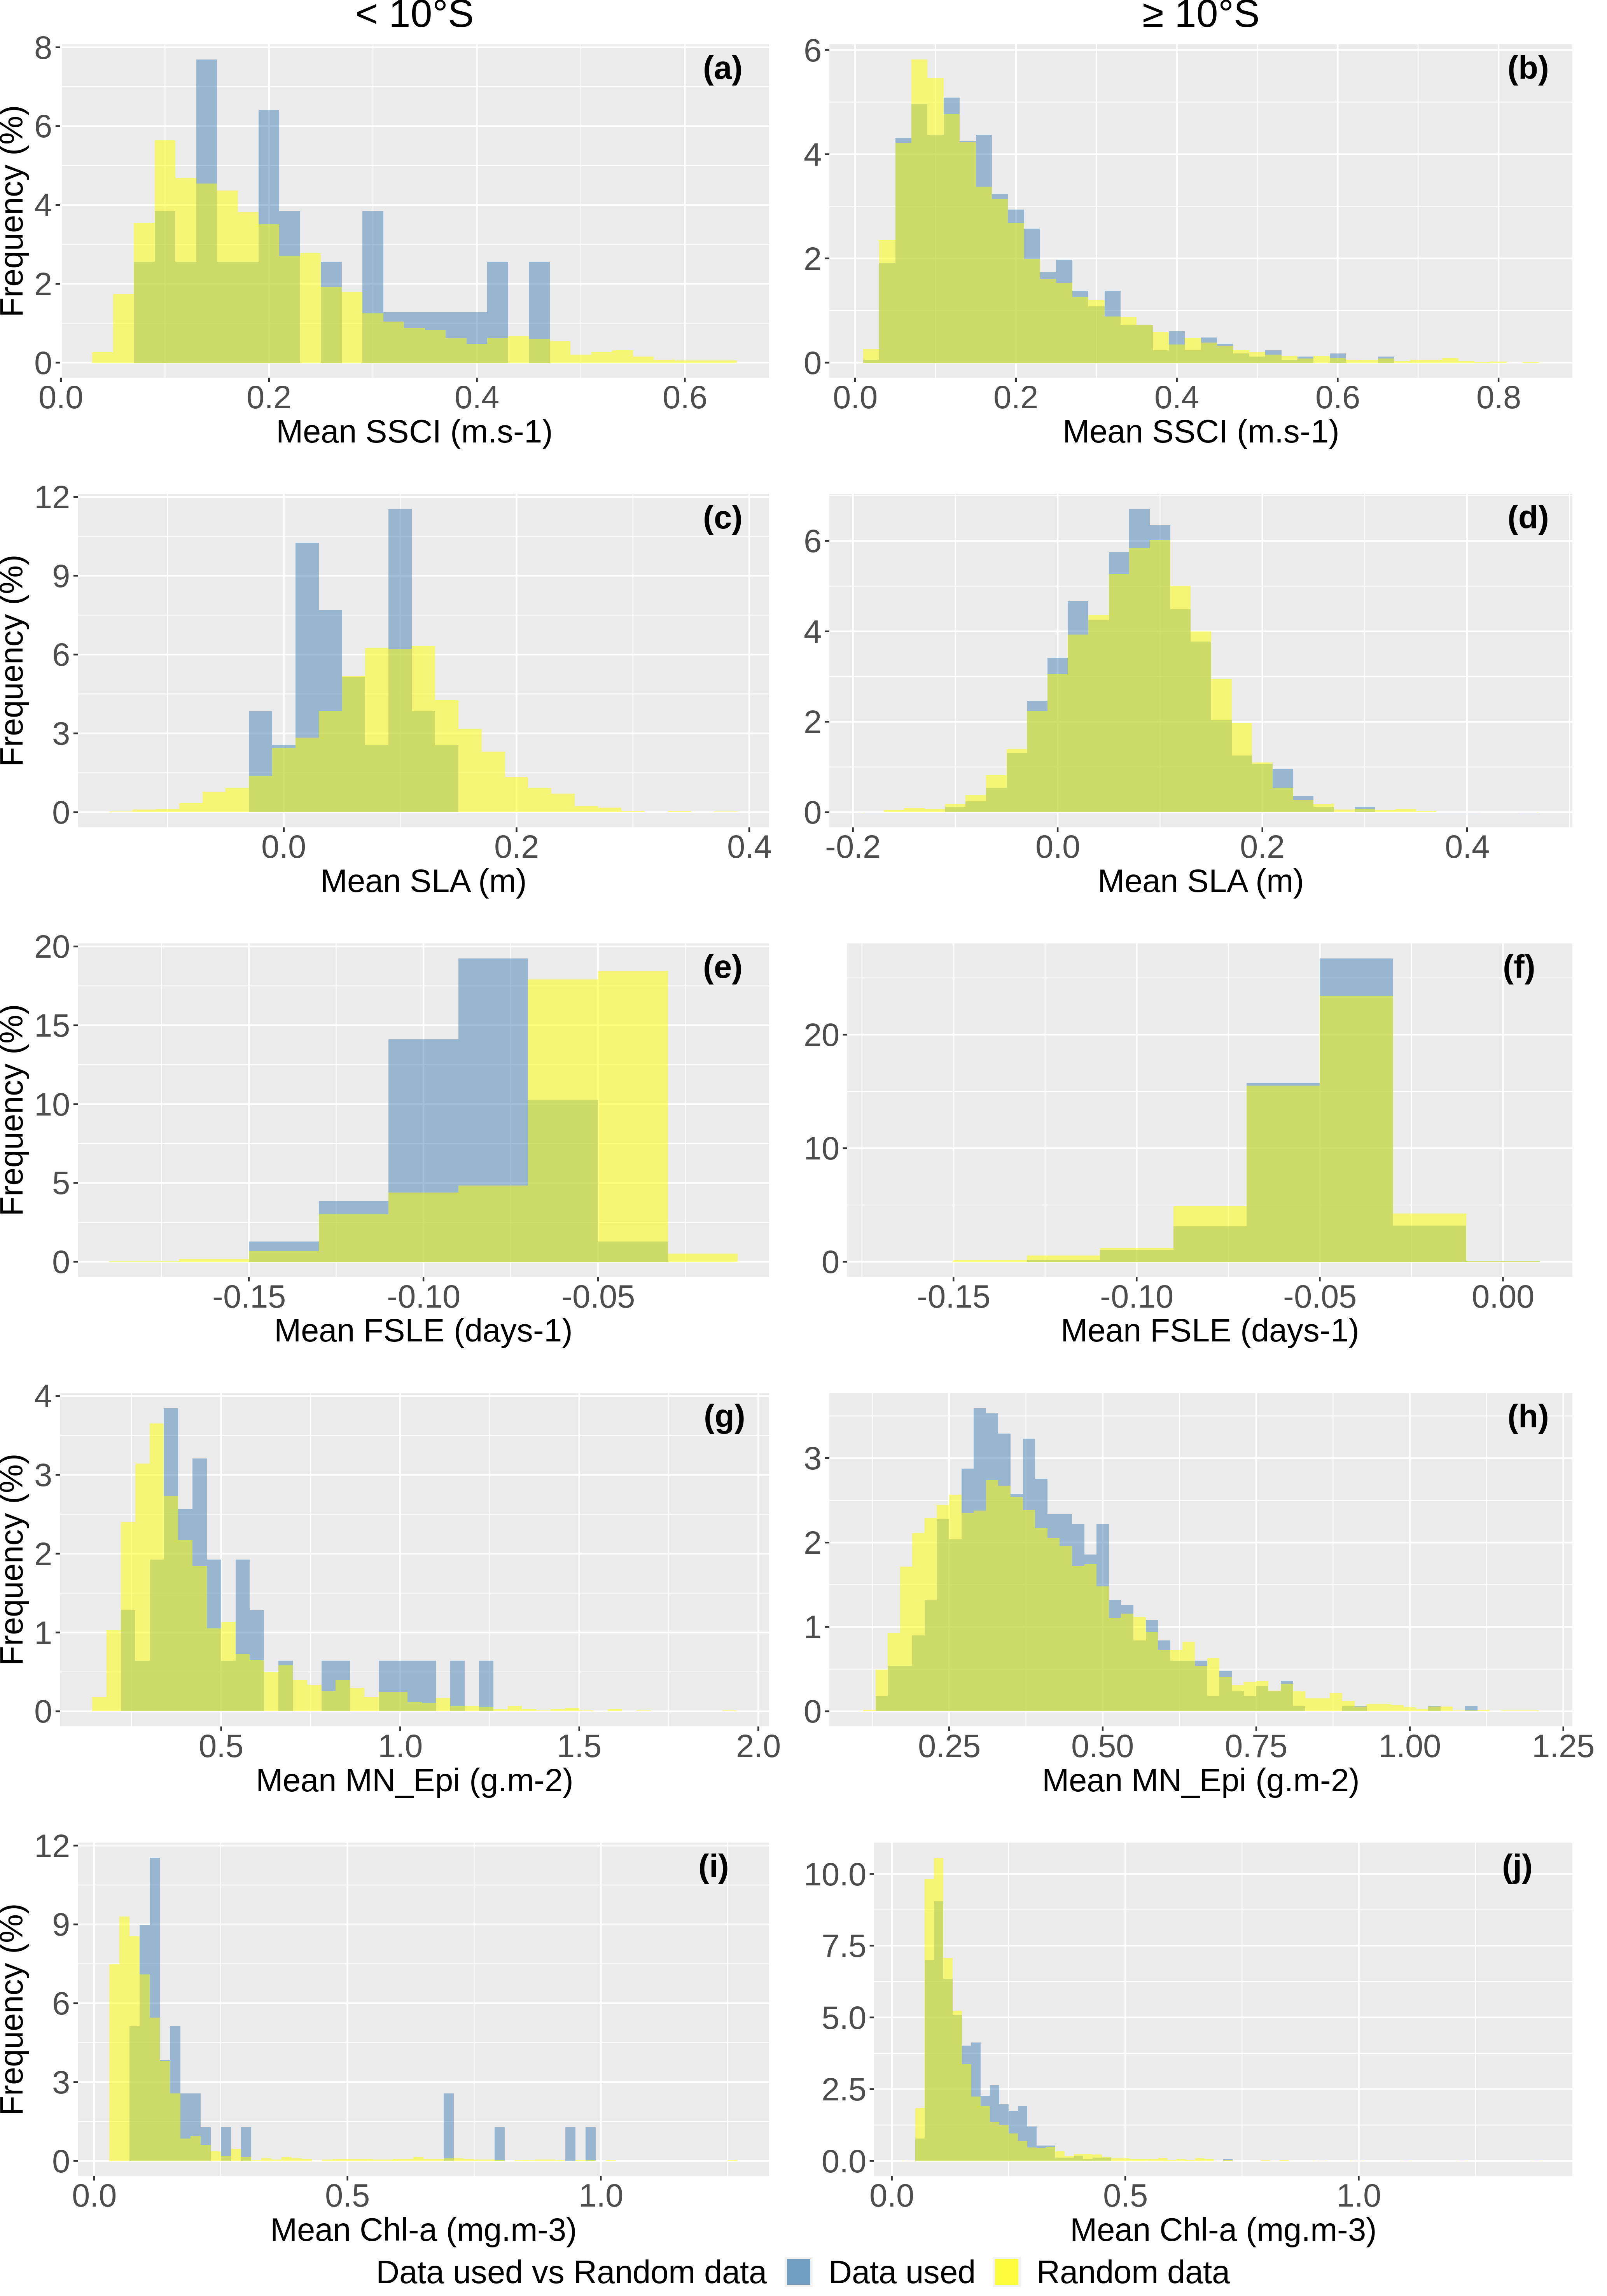 < 10°S
≥ 10°S
Frequency (%)
8
6
4
2
0
(a)
0.0 0.2 0.4 0.6
Mean SSCI (m.s-1)
6
4
2
0
(b)
0.0 0.2 0.4 0.6 0.8
Mean SSCI (m.s-1)
Frequency (%)
12
9
6
3
0
(c)
0.0 0.2 0.4
Mean SLA (m)
6
4
2
0
(d)
-0.2 0.0 0.2 0.4
Mean SLA (m)
Frequency (%)
20
15
10
5
0
(e)
-0.15 -0.10 -0.05
Mean FSLE (days-1)
20
10
0
(f)
-0.15 -0.10 -0.05 0.00
Mean FSLE (days-1)
Frequency (%)
4
3
2
1
0
(g)
0.5 1.0 1.5 2.0
Mean MN_Epi (g.m-2)
3
2
1
0
(h)
0.25 0.50 0.75 1.00 1.25
Mean MN_Epi (g.m-2)
Frequency (%)
12
9
6
3
0
(i)
0.0 0.5 1.0
Mean Chl-a (mg.m-3)
10.0
7.5
5.0
2.5
0.0
(j)
0.0 0.5 1.0
Mean Chl-a (mg.m-3)
Data used vs Random data Data used Random data